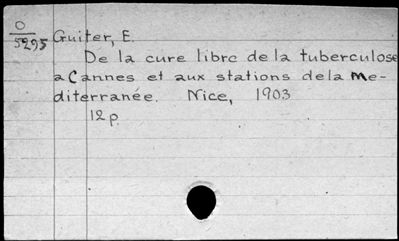 O
5295 Guiter, E.
De la cure libre de la tuberculose
a Cannes et aux stations de la Me-
diterranée. Nice, 1903
12 p.